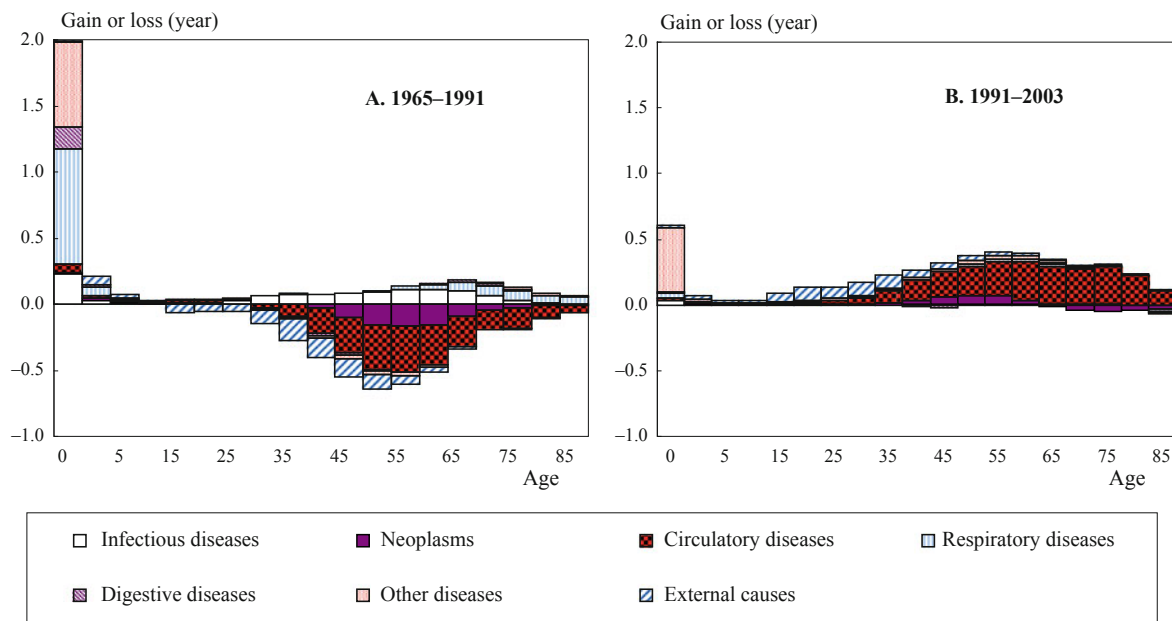 Gain or loss (year)
2.0
1.5
1.0
0.5
0.0
–0.5
–1.0
A. 1965–1991
0 5 15 25 35 45 55 65 75 85
Age
Gain or loss (year)
2.0
1.5
1.0
0.5
0.0
–0.5
–1.0
B. 1991–2003
0 5 15 25 35 45 55 65 75 85
Age
Infectious diseases Neoplasms Circulatory diseases Respiratory diseases
Digestive diseases Other diseases External causes